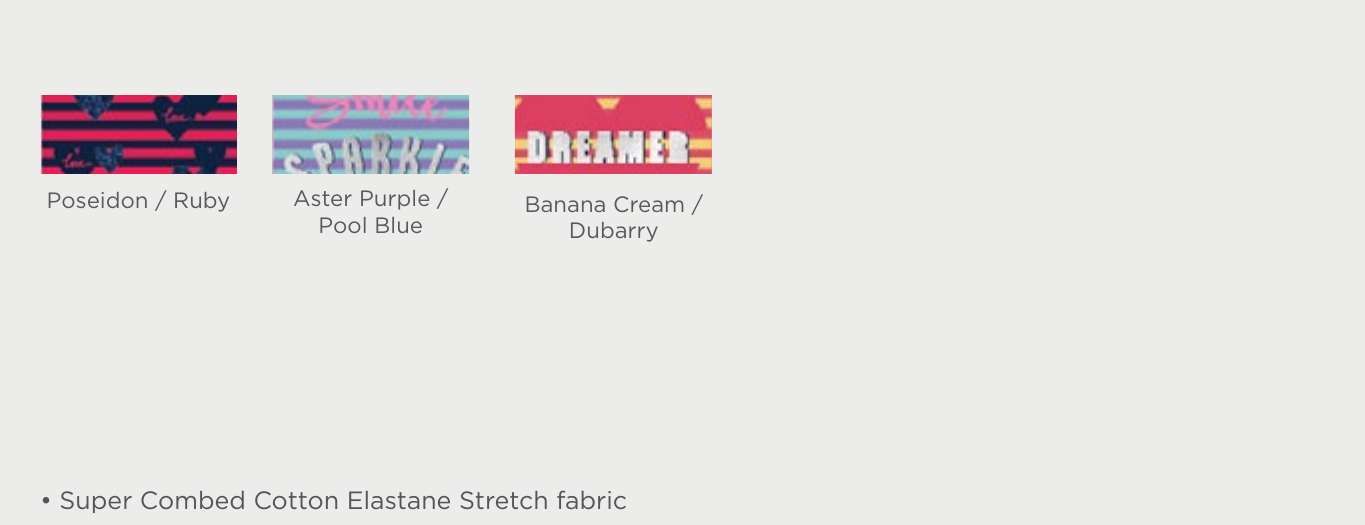 love
love
Poseidon / Ruby
Smile
SPARKLE
Aster Purple /
Pool Blue
DREAMER
Banana Cream /
Dubarry
• Super Combed Cotton Elastane Stretch fabric